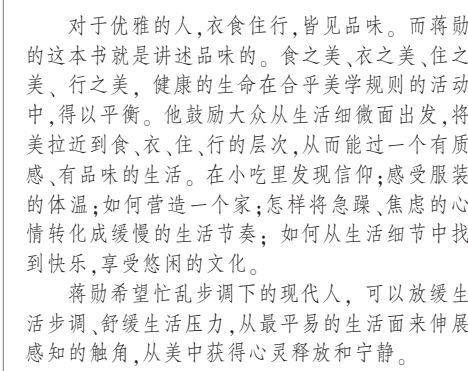 对于优雅的人,衣食住行,皆见品味。而蒋勋
的这本书就是讲述品味的。食之美、衣之美、住之
美、行之美，健康的生命在合乎美学规则的活动
中,得以平衡。他鼓励大众从生活细微面出发,将
美拉近到食、衣、住、行的层次,从而能过一个有质
感、有品味的生活。在小吃里发现信仰;感受服装
的体温;如何营造一个家;怎样将急躁、焦虑的心
情转化成缓慢的生活节奏；如何从生活细节中找
到快乐,享受悠闲的文化。
蒋勋希望忙乱步调下的现代人，可以放缓生
活步调、舒缓生活压力,从最平易的生活面来伸展
感知的触角,从美中获得心灵释放和宁静。